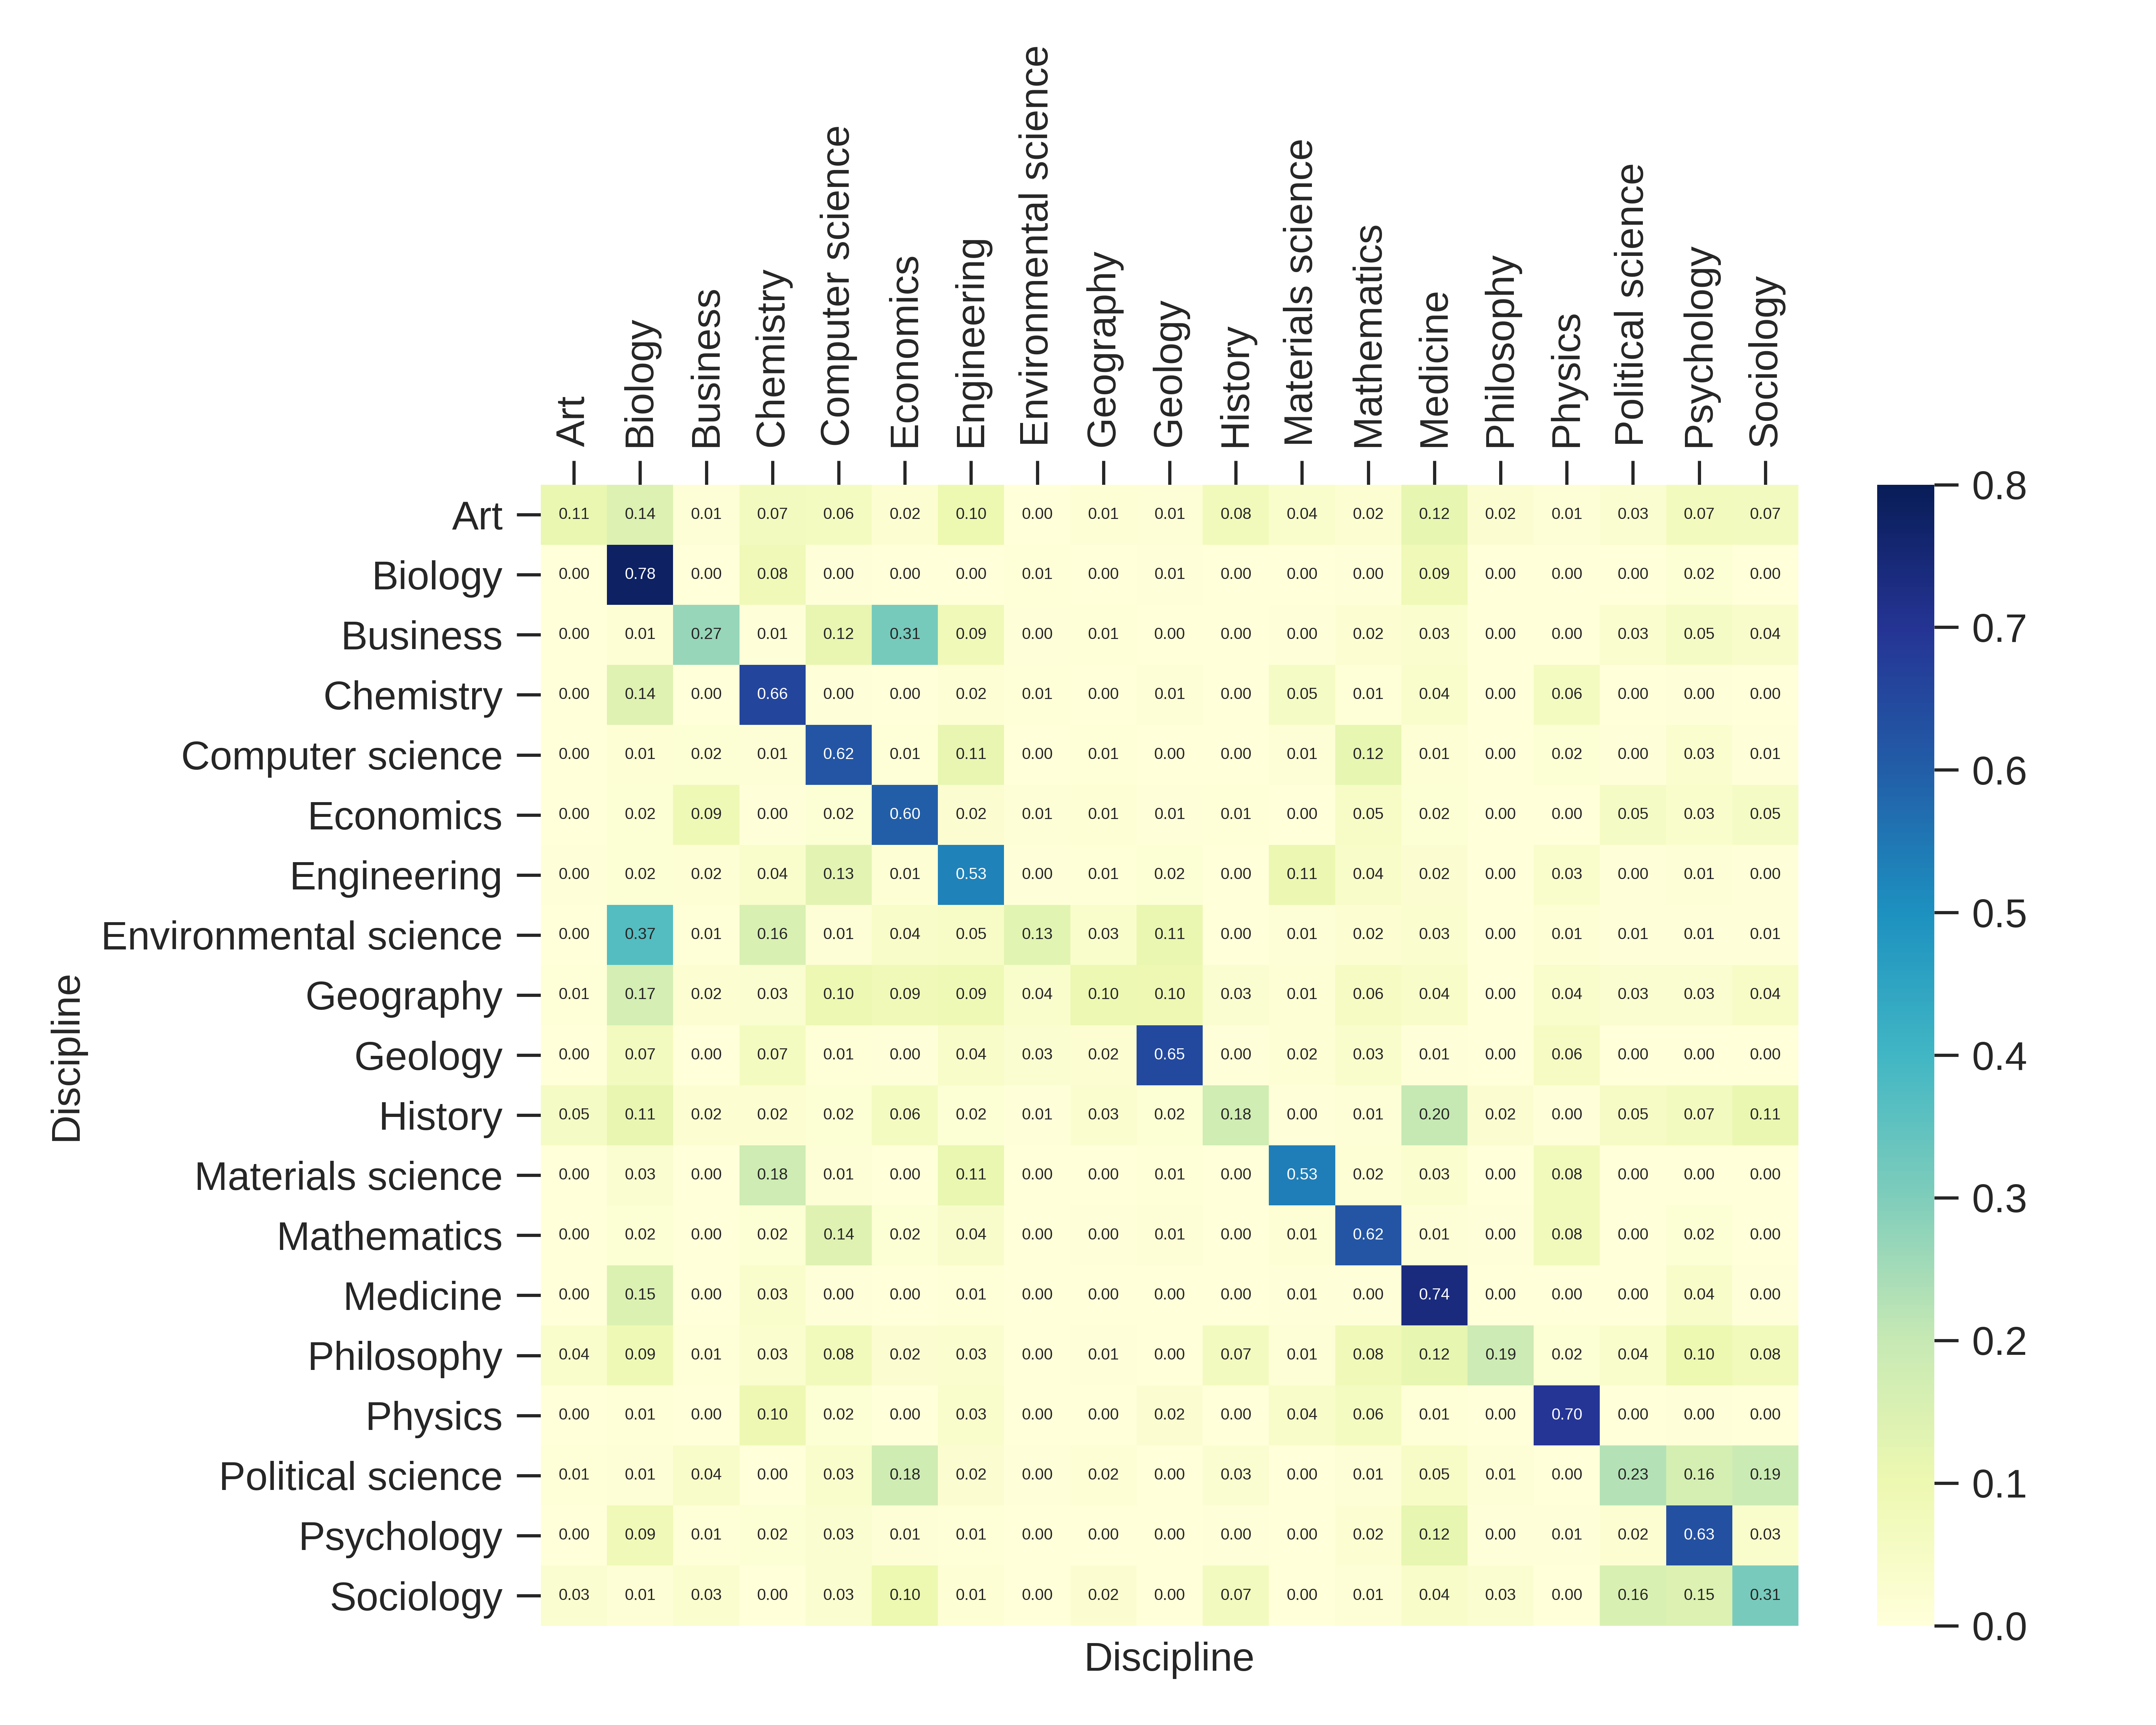 Art Biology Business Chemistry Computer science Economics Engineering Environmental science Geography Geology History Materials science Mathematics Medicine Philosophy Physics Political science Psychology Sociology
Art 0.11 0.14 0.01 0.07 0.06 0.02 0.10 0.00 0.01 0.01 0.08 0.04 0.02 0.12 0.02 0.01 0.03 0.07 0.07
Biology 0.00 0.78 0.00 0.08 0.00 0.00 0.00 0.01 0.00 0.01 0.00 0.00 0.00 0.09 0.00 0.00 0.00 0.02 0.00
Business 0.00 0.01 0.27 0.01 0.12 0.31 0.09 0.00 0.01 0.00 0.00 0.00 0.02 0.03 0.00 0.00 0.03 0.05 0.04
Chemistry 0.00 0.14 0.00 0.66 0.00 0.00 0.02 0.01 0.00 0.01 0.00 0.05 0.01 0.04 0.00 0.06 0.00 0.00 0.00
Computer science 0.00 0.01 0.02 0.01 0.62 0.01 0.11 0.00 0.01 0.00 0.00 0.01 0.12 0.01 0.00 0.02 0.00 0.03 0.01
Economics 0.00 0.02 0.09 0.00 0.02 0.60 0.02 0.01 0.01 0.01 0.01 0.00 0.05 0.02 0.00 0.00 0.05 0.03 0.05
Engineering 0.00 0.02 0.02 0.04 0.13 0.01 0.53 0.00 0.01 0.02 0.00 0.11 0.04 0.02 0.00 0.03 0.00 0.01 0.00
Environmental science 0.00 0.37 0.01 0.16 0.01 0.04 0.05 0.13 0.03 0.11 0.00 0.01 0.02 0.03 0.00 0.01 0.01 0.01 0.01
Geography 0.01 0.17 0.02 0.03 0.10 0.09 0.09 0.04 0.10 0.10 0.03 0.01 0.06 0.04 0.00 0.04 0.03 0.03 0.04
Geology 0.00 0.07 0.00 0.07 0.01 0.00 0.04 0.03 0.02 0.65 0.00 0.02 0.03 0.01 0.00 0.06 0.00 0.00 0.00
History 0.05 0.11 0.02 0.02 0.02 0.06 0.02 0.01 0.03 0.02 0.18 0.00 0.01 0.20 0.02 0.00 0.05 0.07 0.11
Materials science 0.00 0.03 0.00 0.18 0.01 0.00 0.11 0.00 0.00 0.01 0.00 0.53 0.02 0.03 0.00 0.08 0.00 0.00 0.00
Mathematics 0.00 0.02 0.00 0.02 0.14 0.02 0.04 0.00 0.00 0.01 0.00 0.01 0.62 0.01 0.00 0.08 0.00 0.02 0.00
Medicine 0.00 0.15 0.00 0.03 0.00 0.00 0.01 0.00 0.00 0.00 0.00 0.01 0.00 0.74 0.00 0.00 0.00 0.04 0.00
Philosophy 0.04 0.09 0.01 0.03 0.08 0.02 0.03 0.00 0.01 0.00 0.07 0.01 0.08 0.12 0.19 0.02 0.04 0.10 0.08
Physics 0.00 0.01 0.00 0.10 0.02 0.00 0.03 0.00 0.00 0.02 0.00 0.04 0.06 0.01 0.00 0.70 0.00 0.00 0.00
Political science 0.01 0.01 0.04 0.00 0.03 0.18 0.02 0.00 0.02 0.00 0.03 0.00 0.01 0.05 0.01 0.00 0.23 0.16 0.19
Psychology 0.00 0.09 0.01 0.02 0.03 0.01 0.01 0.00 0.00 0.00 0.00 0.00 0.02 0.12 0.00 0.01 0.02 0.63 0.03
Sociology 0.03 0.01 0.03 0.00 0.03 0.10 0.01 0.00 0.02 0.00 0.07 0.00 0.01 0.04 0.03 0.00 0.16 0.15 0.31
Discipline
Discipline
0.8
0.7
0.6
0.5
0.4
0.3
0.2
0.1
0.0